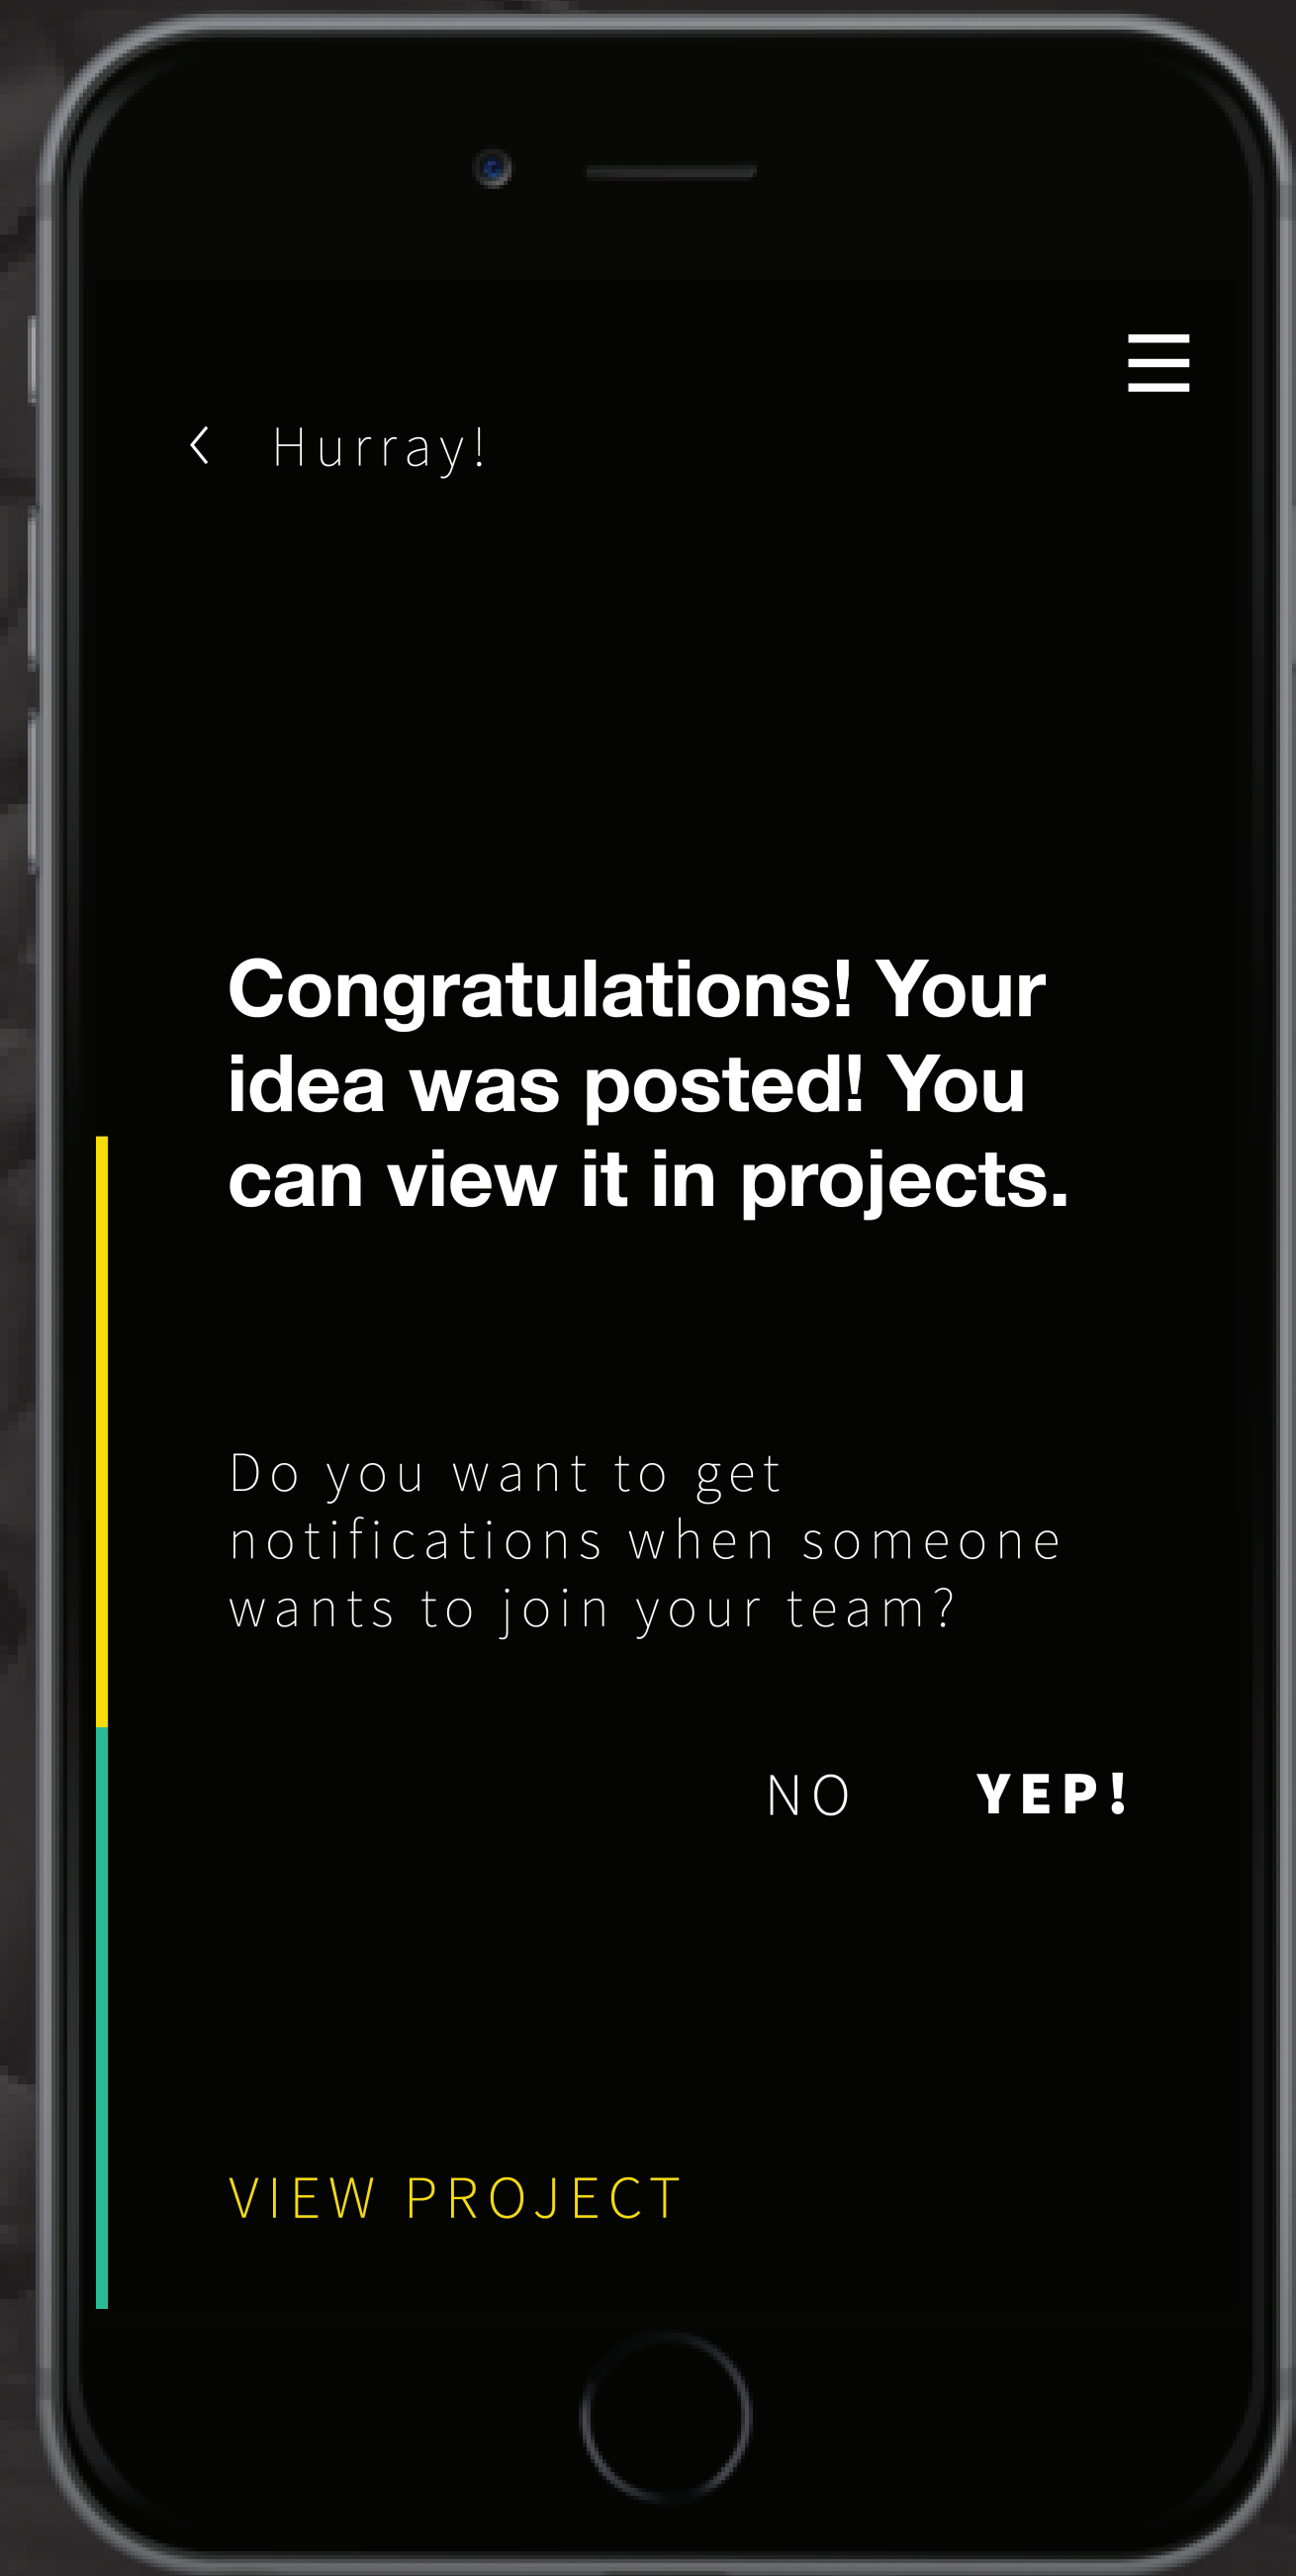 Hurray!
Congratulations! Your
idea was posted! You
can view it in projects.
Do you want to get
notifications when someone
wants to join your team?
NO YEP!
VIEW PROJECT